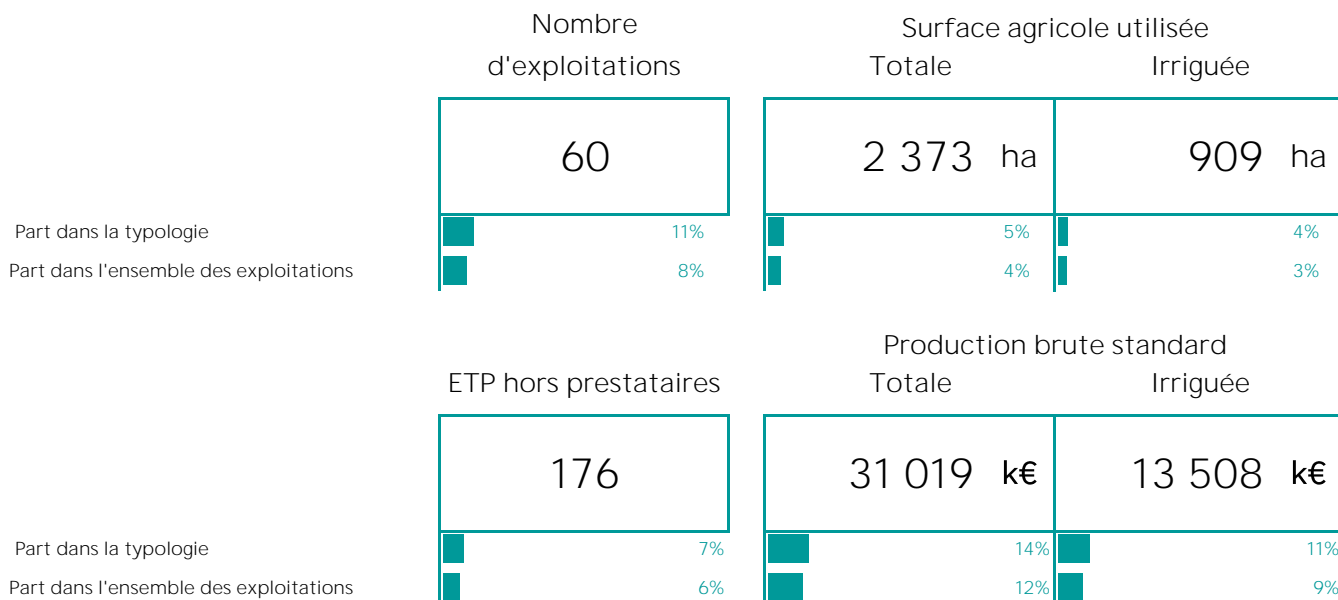 Nombre
d'exploitations
Surface agricole utilisée
Totale Irriguée
60 2 373 ha 909 ha
Part dans la typologie 11% 5% 4%
Part dans l'ensemble des exploitations 8% 4% 3%
Production brute standard
ETP hors prestataires Totale Irriguée
176 31 019 k€ 13 508 k€
Part dans la typologie 7% 14% 11%
Part dans l'ensemble des exploitations 6% 12% 9%